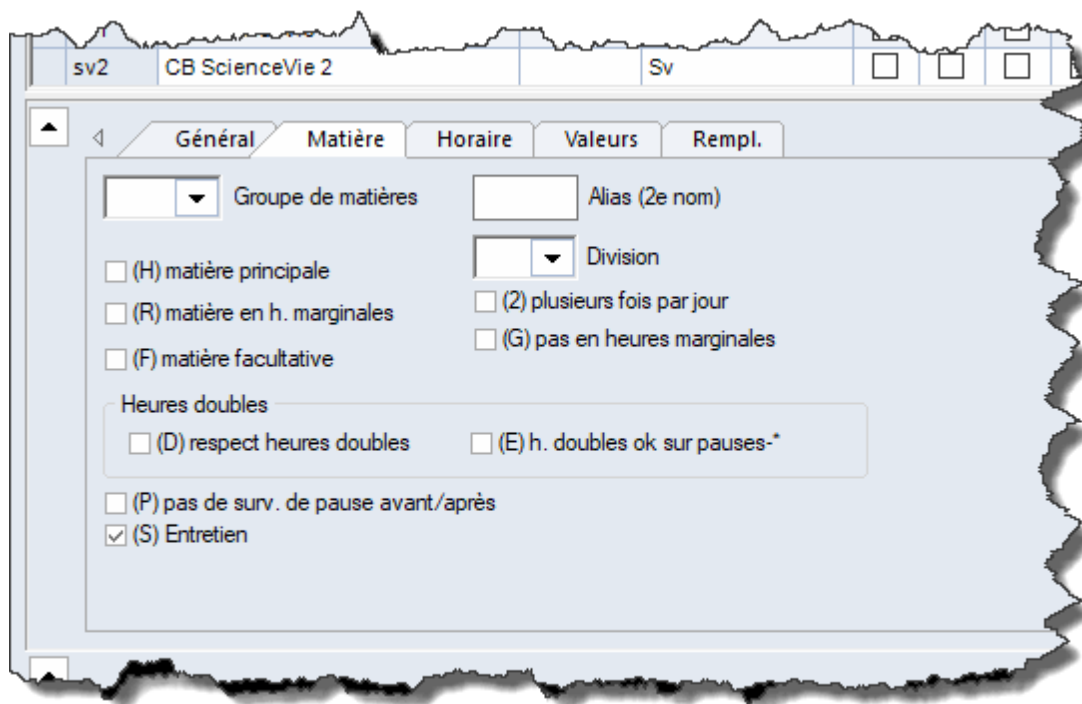 sv2 CB ScienceVie 2 Sv
Général Matière Horaire Valeurs Rempl.
Groupe de matières Alias (2e nom)
Division
(H) matière principale
(2) plusieurs fois par jour
(R) matière en h. marginales
(G) pas en heures marginales
(F) matière facultative
Heures doubles
(D) respect heures doubles (E) h. doubles ok sur pauses-*
(P) pas de surv. de pause avant/après
(S) Entretien